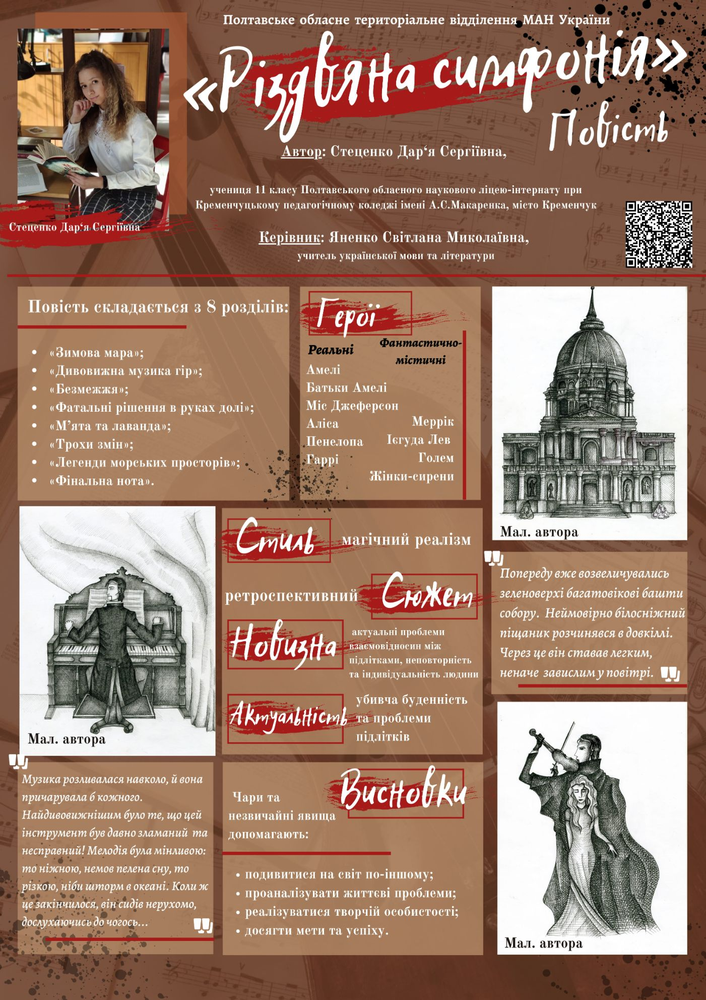 Полтавське обласне територіальне відділення МАН України
«Різдвяна симфонія»
Повість
Автор: Стеценко Дар‘я Сергіївна,
учениця 11 класу Полтавського обласного наукового ліцею-інтернату при
Кременчуцькому педагогічному коледжі імені А.С.Макаренка, місто Кременчук
Стеценко Дар‘я Сергіївна
Керівник: Яненко Світлана Миколаївна,
учитель української мови та літератури
Повість складається з 8 розділів:
• «Зимова мара»;
• «Дивовижна музика гір»;
• «Безмежжя»;
• «Фатальні рішення в руках долі»;
• «М’ята та лаванда»;
• «Трохи змін»;
• «Легенди морських просторів»;
• «Фінальна нота».
Герої
Реальні
Амелі
Батьки Амелі
Міс Джеферсон
Аліса
Пенелопа
Гаррі
Фантастично-
містичні
Меррік
Ієгуда Лев
Голем
Жінки-сирени
Мал. автора
Стиль
магічний реалізм
ретроспективний
Сюжет
Новизна
актуальні проблеми
взаємовідносин між
підлітками, неповторність
та індивідуальність людини
Актуальність
убивча буденність
та проблеми
підлітків
Попереду вже возвеличувались
зеленоверхі багатовікові башти
собору. Неймовірно білосніжний
піщаник розчинявся в довкіллі.
Через це він ставав легким,
неначе завислим у повітрі.
Мал. автора
Музика розливалася навколо, й вона
причарувала б кожного.
Найдивовижнішим було те, що цей
інструмент був давно зламаний та
несправний! Мелодія була мінливою:
то ніжною, немов пелена сну, то
різкою, ніби шторм в океані. Коли ж
це закінчилося, він сидів нерухомо,
дослухаючись до чогось...
Висновки
Чари та
незвичайні явища
допомагають:
• подивитися на світ по-іншому;
• проаналізувати життєві проблеми;
• реалізуватися творчій особистості;
• досягти мети та успіху.
Мал. автора